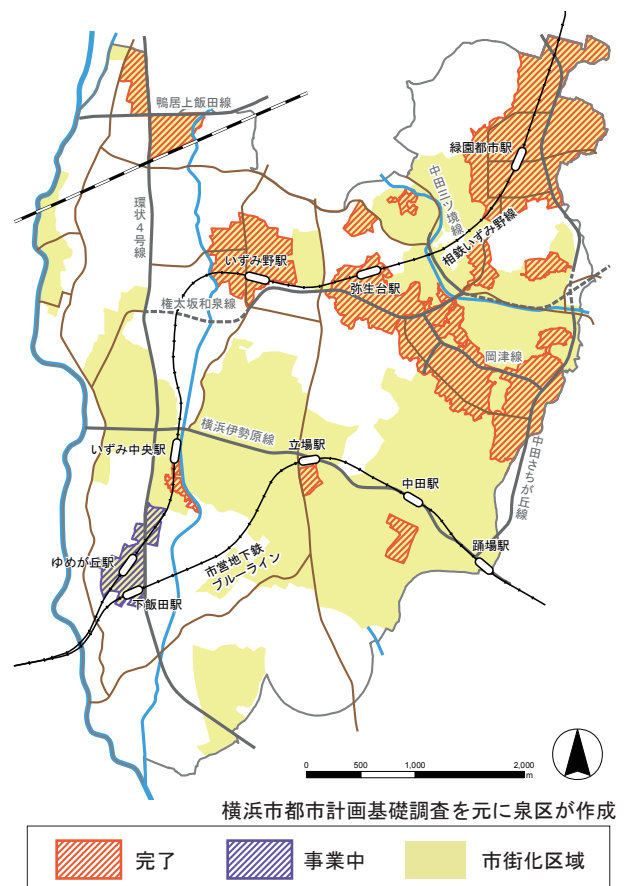 鴨居上飯田線
緑園都市駅
中田三ツ境線
環状4号線
相鉄いずみ野線
いずみ野駅
弥生台駅
権太坂和泉線
岡津線
横浜伊勢原線
立場駅
いずみ中央駅
中田さちが丘線
中田駅
踊場駅
ゆめが丘駅
市営地下鉄
ブルーライン
下飯田駅
0 500 1,000 2,000
m
横浜市都市計画基礎調査を元に泉区が作成
完了 事業中 市街化区域